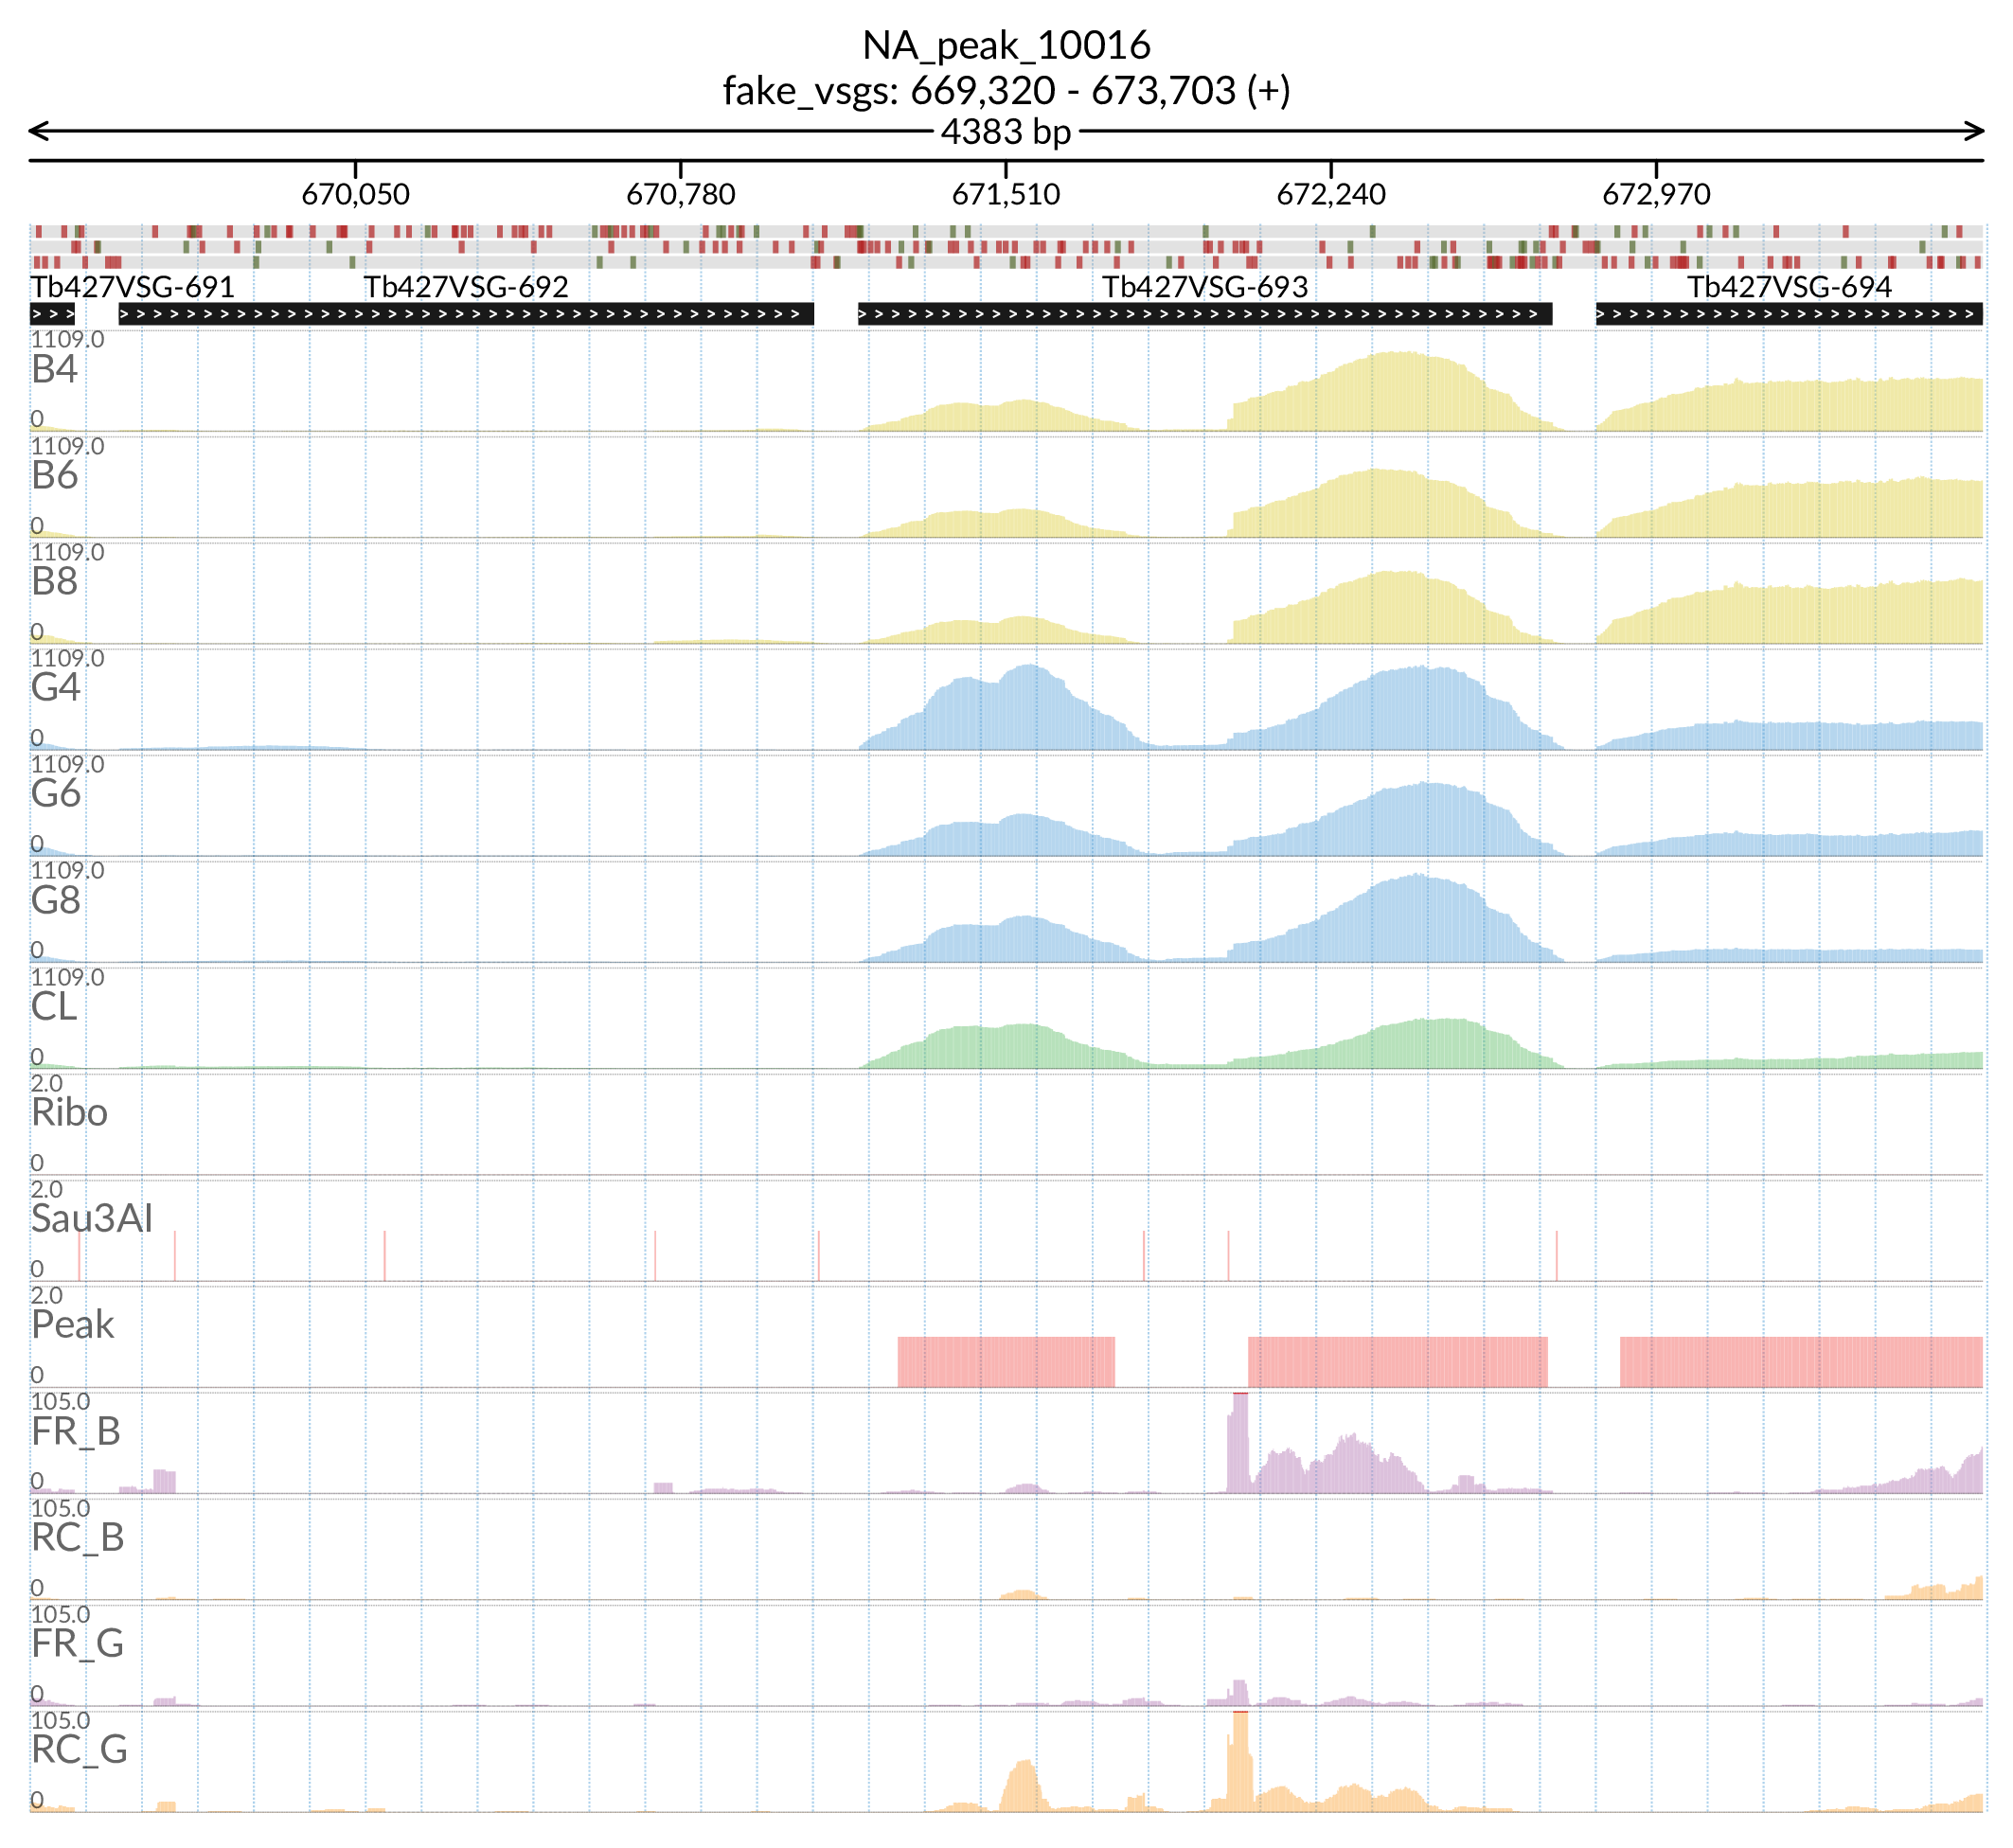 NA_peak_10016
fake_vsgs: 669,320 - 673,703 (+)
4383 bp
670,050 670,780 671,510 672,240 672,970
Tb427VSG-691 Tb427VSG-692 Tb427VSG-693 Tb427VSG-694
1109.0
B4
0
1109.0
B6
0
1109.0
B8
0
1109.0
G4
0
1109.0
G6
0
1109.0
G8
0
1109.0
CL
0
2.0
Ribo
0
2.0
Sau3AI
0
2.0
Peak
0
105.0
FR_B
0
105.0
RC_B
0
105.0
FR_G
0
105.0
RC_G
0